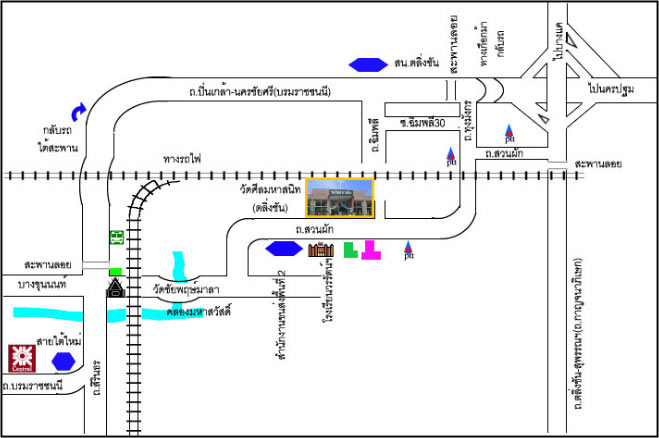 ไปบางแค
สะพานลอย
ทางเกือกม้า
กลับรถ
สน.ตลิ่งชัน
ถ.ปิ่นเกล้า-นครชัยศรี(บรมราชชนนี)
ไปนครปฐม
กลับรถ
ใต้สะพาน
ถ.ฉิมพลี
ซ.ฉิมพลี30
ถ.ทุ่งมังกร
ptt
ptt
ถ.สวนผัก
สะพานลอย
ทางรถไฟ
วัดศีลมหาสนิท
(ตลิ่งชัน)
ถ.สวนผัก
ptt
สะพานลอย
บางขุนนนท์
วัดชัยพฤษ์มาลา
คลองมหาสวัสดิ์
สำนักงานขนส่งพื้นที่ 2
โรงเรียนวรรัตน์ฯ
สายใต้ใหม่
Central
ถ.บรมราชชนนี
ถ.สิรินธร
ถ.ตลิ่งชัน-สุพรรณฯ(ถ.กาญจนาภิเษก)